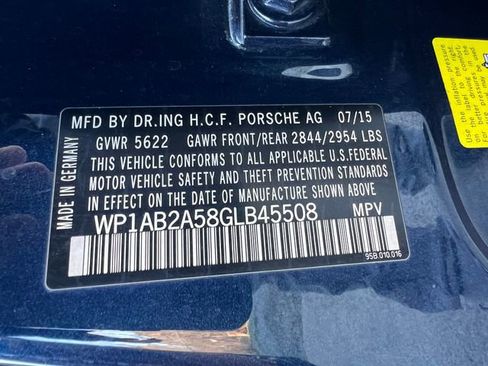 MFD BY DR.ING H.C.F. PORSCHE AG 07/15
GVWR 5622 GAWR FRONT/REAR 2844/2954 LBS
THIS VEHICLE CONFORMS TO ALL APPLICABLE U.S.FEDERAL
MOTOR VEHICLE SAFETY AND THEFT PREVENTION STANDARDS
IN EFFECT ON THE DATE OF MANUFACTURE SHOWN ABOVE.
WP1AB2A58GLB45508 MPV
95B.010.016
MADE IN GERMANY